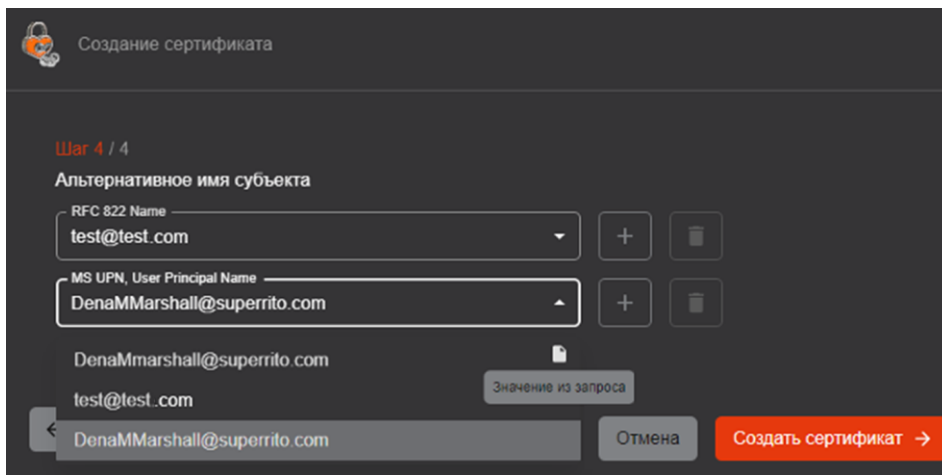 Создание сертификата
Шаг 4 / 4
Альтернативное имя субъекта
RFC 822 Name
test@test.com
MS UPN, User Principal Name
DenaMMarshall@superrito.com
DenaMmarshall@superrito.com
Значение из запроса
test@test..com
DenaMMarshall@superrito.com
Отмена
Создать сертификат